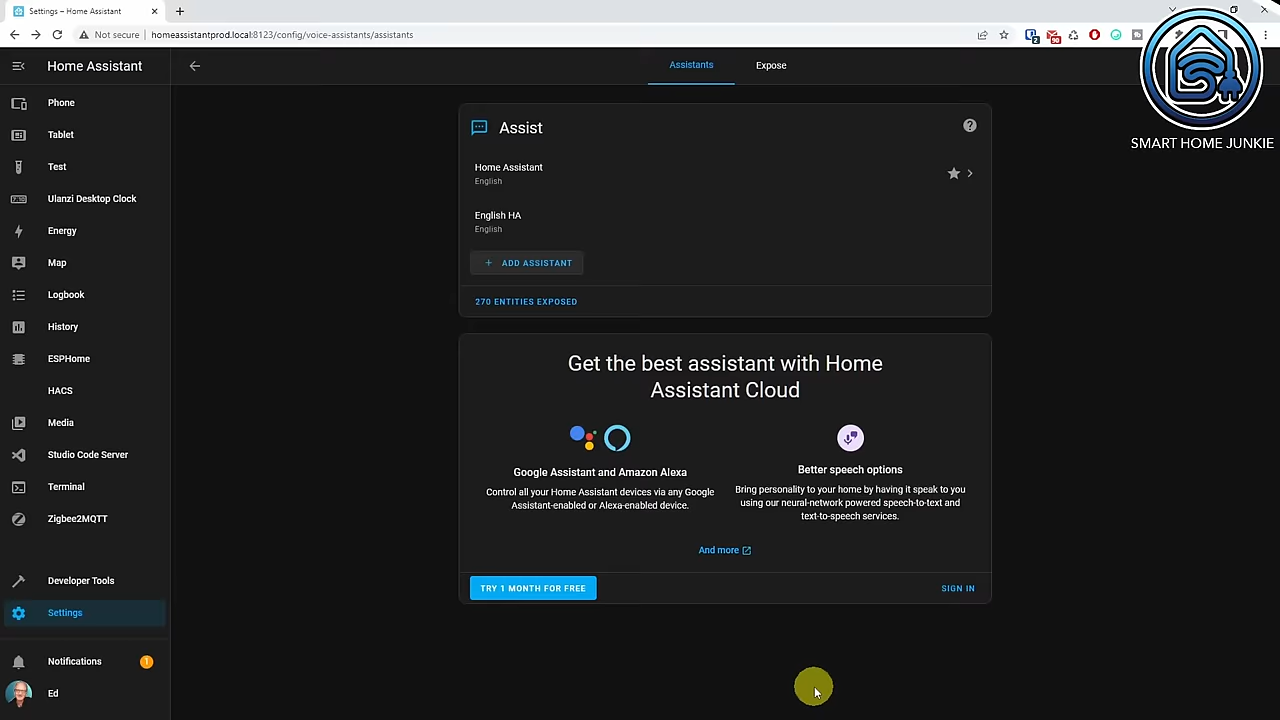 Settings – Home Assistant
Not secure
homeassistantprod.local:8123/config/voice-assistants/assistants
2
90
SMART HOME JUNKIE
Home Assistant
Assistants
Expose
Phone
Tablet
Test
Ulanzi Desktop Clock
Energy
Map
Logbook
History
ESPHome
HACS
Media
Studio Code Server
Terminal
Zigbee2MQTT
Developer Tools
Settings
Notifications
1
Ed
Assist
Home Assistant
English
English HA
English
+ ADD ASSISTANT
270 ENTITIES EXPOSED
Get the best assistant with Home
Assistant Cloud
Google Assistant and Amazon Alexa
Control all your Home Assistant devices via any Google
Assistant-enabled or Alexa-enabled device.
Better speech options
Bring personality to your home by having it speak to you
using our neural-network powered speech-to-text and
text-to-speech services.
And more
TRY 1 MONTH FOR FREE
SIGN IN